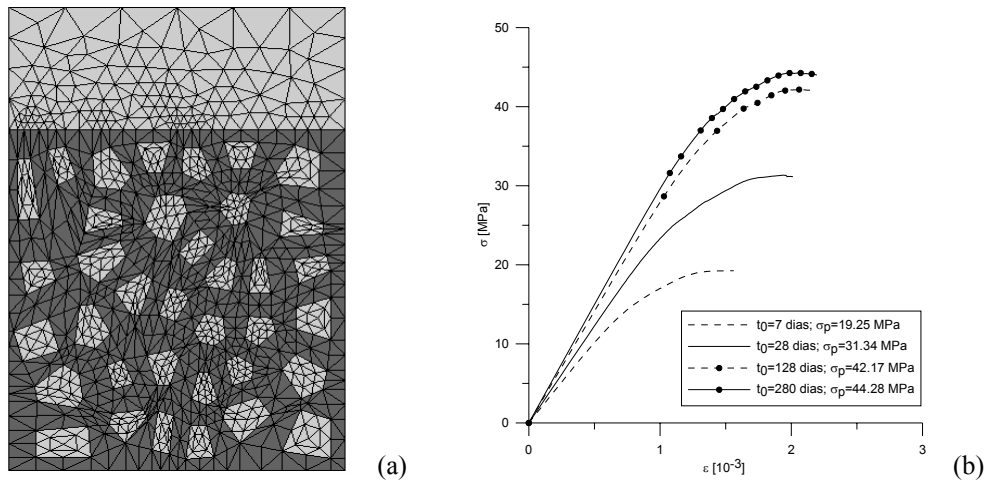 (a)
50
40
30
20
10
0
σ [MPa]
0
1
2
3
ε [10⁻³]
t₀=7 dias; σₚ=19.25 MPa
t₀=28 dias; σₚ=31.34 MPa
t₀=128 dias; σₚ=42.17 MPa
t₀=280 dias; σₚ=44.28 MPa
(b)